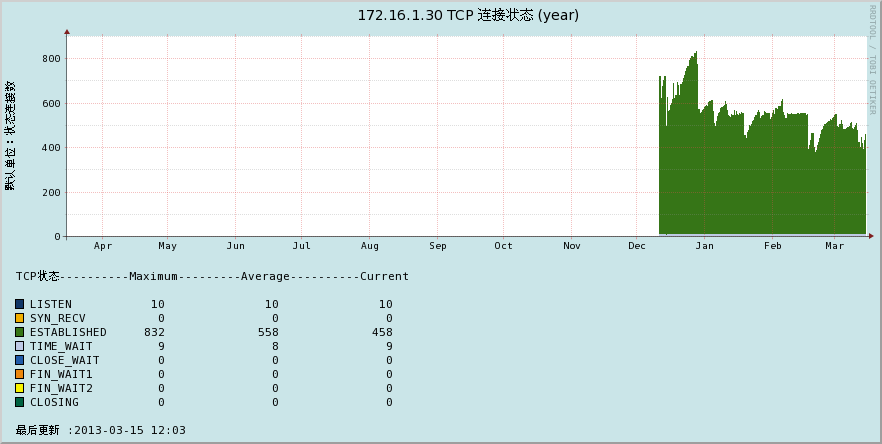 172.16.1.30 TCP 连接状态 (year)
RRDTOOL / TOBI OETIKER
默认单位：状态连接数
800
600
400
200
0
Apr May Jun Jul Aug Sep Oct Nov Dec Jan Feb Mar
TCP状态----------Maximum---------Average----------Current
LISTEN 10 10 10
SYN_RECV 0 0 0
ESTABLISHED 832 558 458
TIME_WAIT 9 8 9
CLOSE_WAIT 0 0 0
FIN_WAIT1 0 0 0
FIN_WAIT2 0 0 0
CLOSING 0 0 0
最后更新 :2013-03-15 12:03